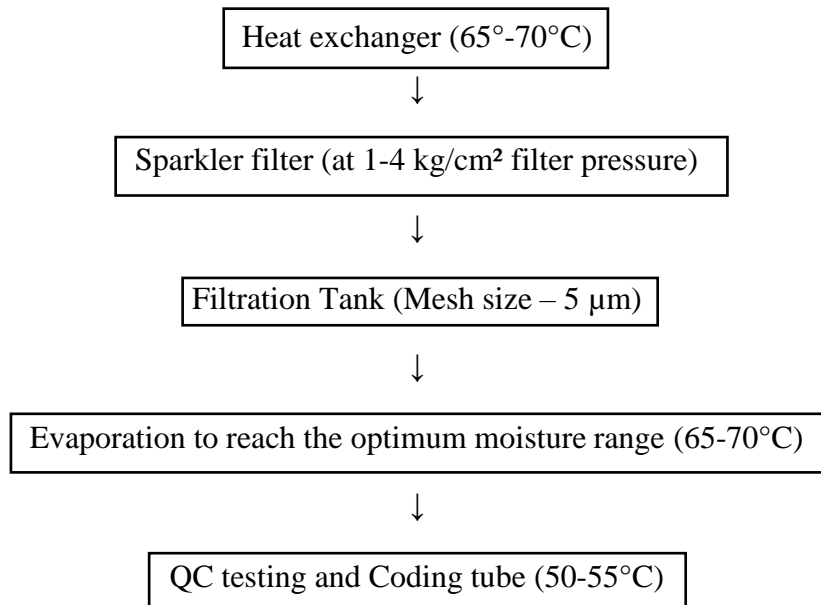 Heat exchanger (65°-70°C)
↓
Sparkler filter (at 1-4 kg/cm² filter pressure)
↓
Filtration Tank (Mesh size – 5 µm)
↓
Evaporation to reach the optimum moisture range (65-70°C)
↓
QC testing and Coding tube (50-55°C)